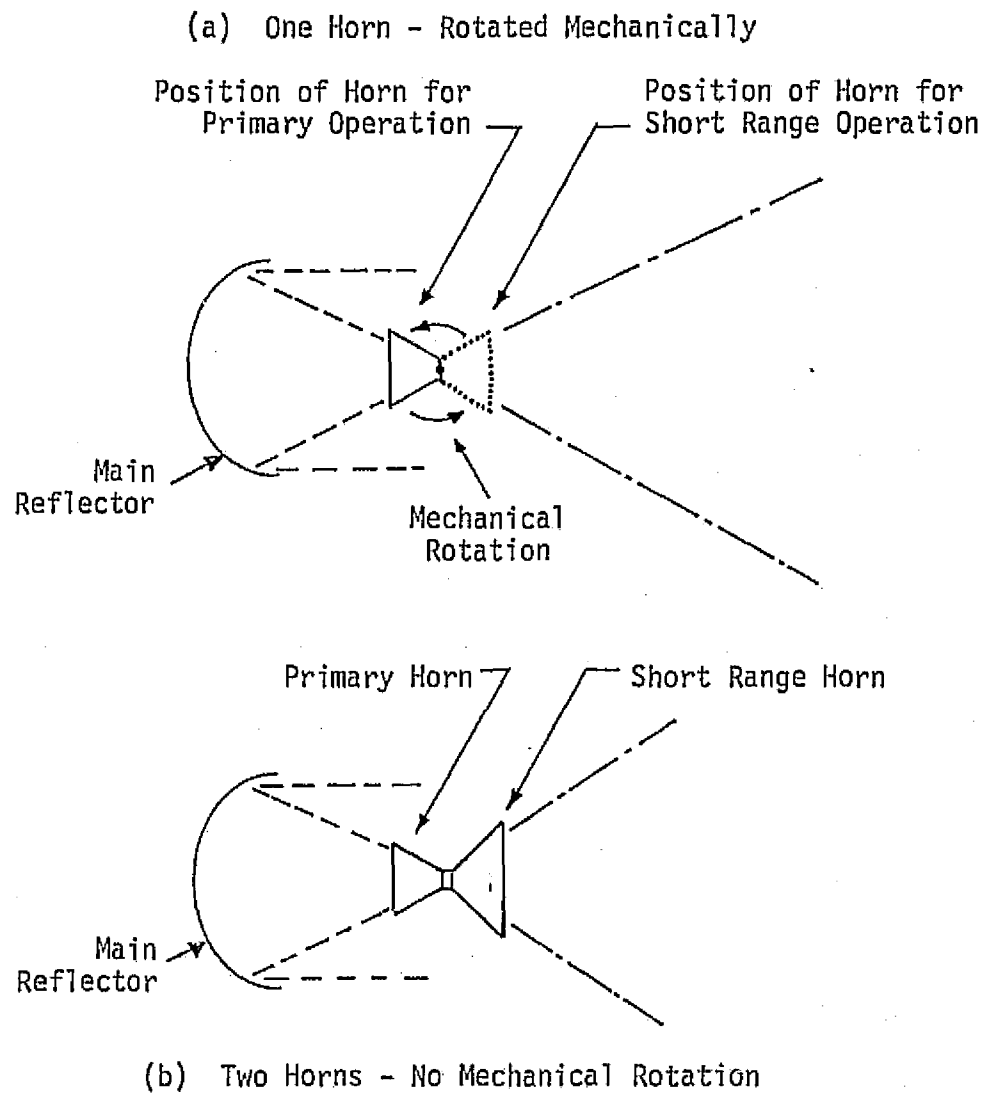 (a) One Horn - Rotated Mechanically
Position of Horn for
Primary Operation
Position of Horn for
Short Range Operation
Main
Reflector
Mechanical
Rotation
Primary Horn
Short Range Horn
Main
Reflector
(b) Two Horns - No Mechanical Rotation